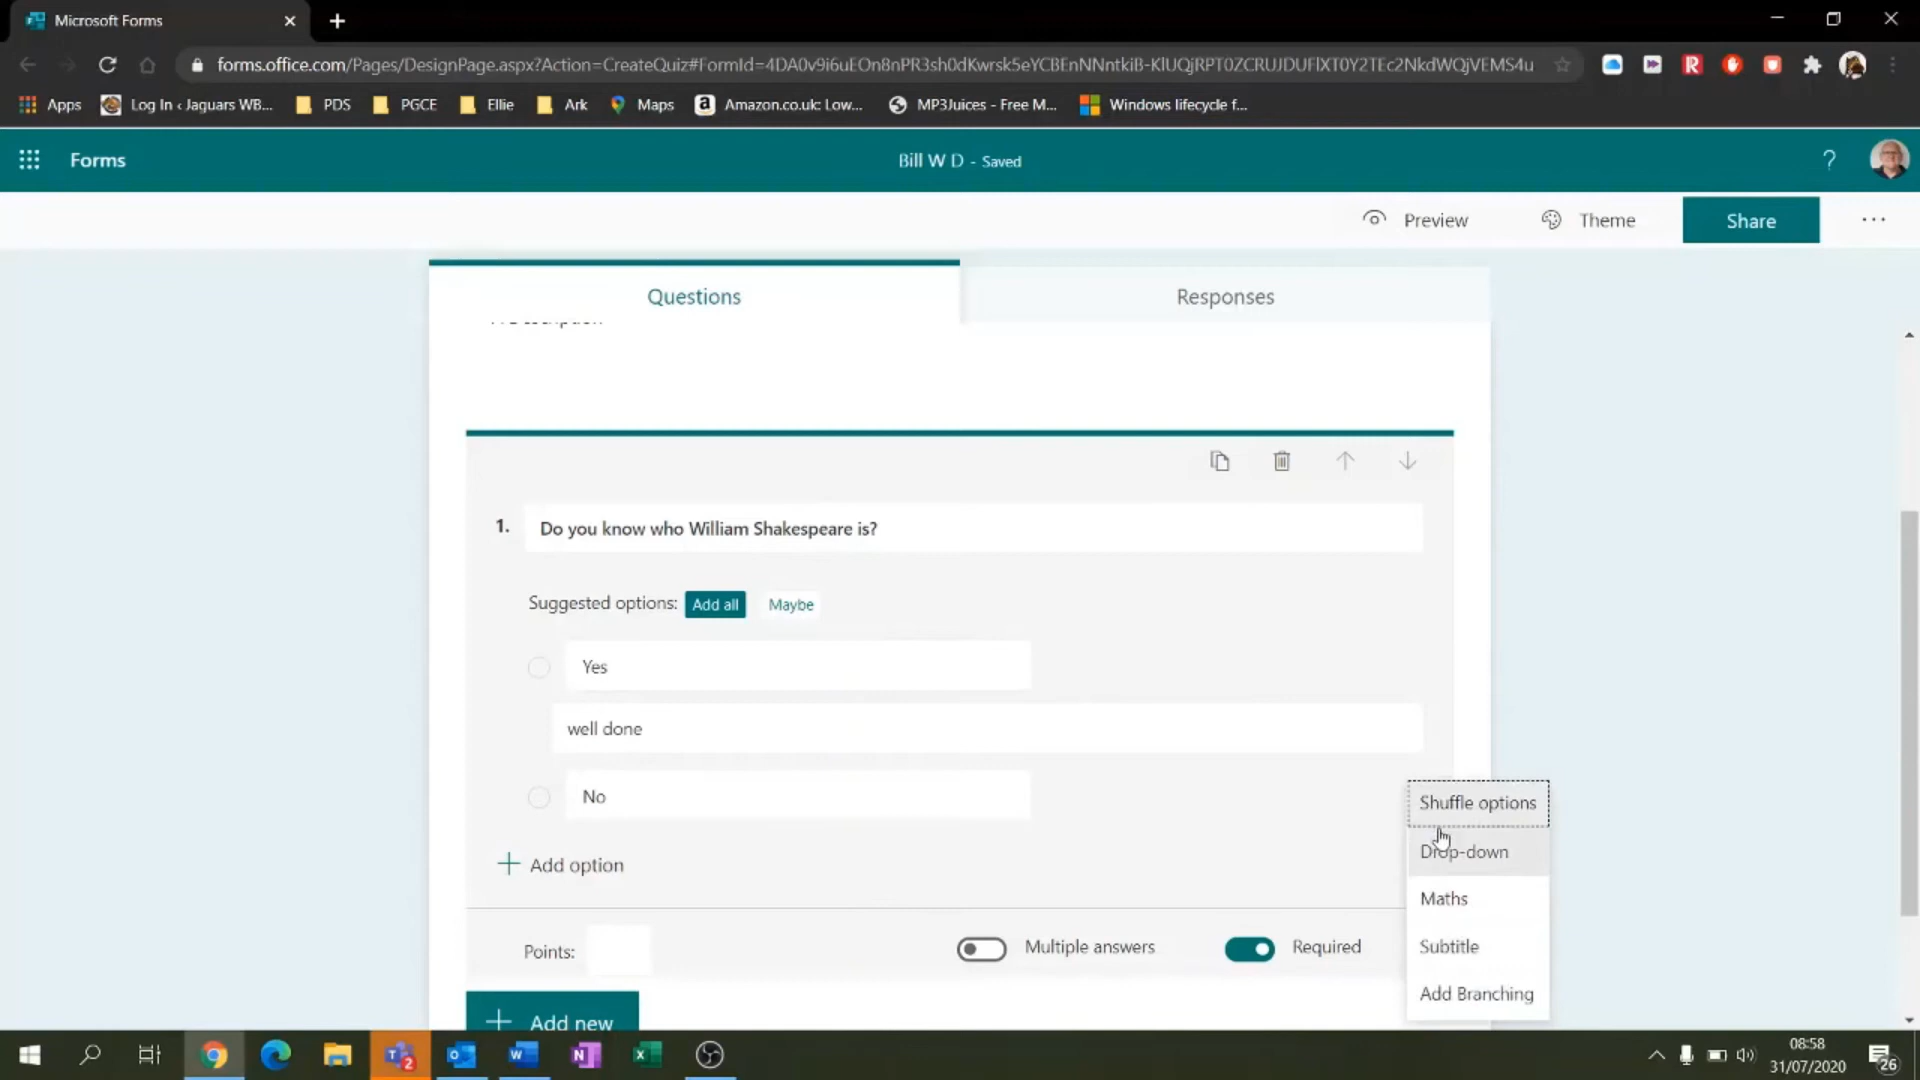 Microsoft Forms
forms.office.com/Pages/DesignPage.aspx?Action=CreateQuiz#FormId=4DA0v9i6uEOn8nPR3sh0dKwrsk5eYCBEnNNntkiB-KlUQjRPT0ZCRUJDUFlXT0Y2TEc2NkdWQjVEMS4u
Apps
Log In ‹ Jaguars WB...
PDS
PGCE
Ellie
Ark
Maps
Amazon.co.uk: Low...
MP3Juices - Free M...
Windows lifecycle f...
Forms
Bill W D - Saved
?
Preview
Theme
Share
...
Questions
Responses
1. Do you know who William Shakespeare is?
Suggested options: Add all Maybe
Yes
well done
No
Shuffle options
Drop-down
Add option
Maths
Points:
Multiple answers
Required
Subtitle
Add Branching
Add new
08:58
31/07/2020
2
26